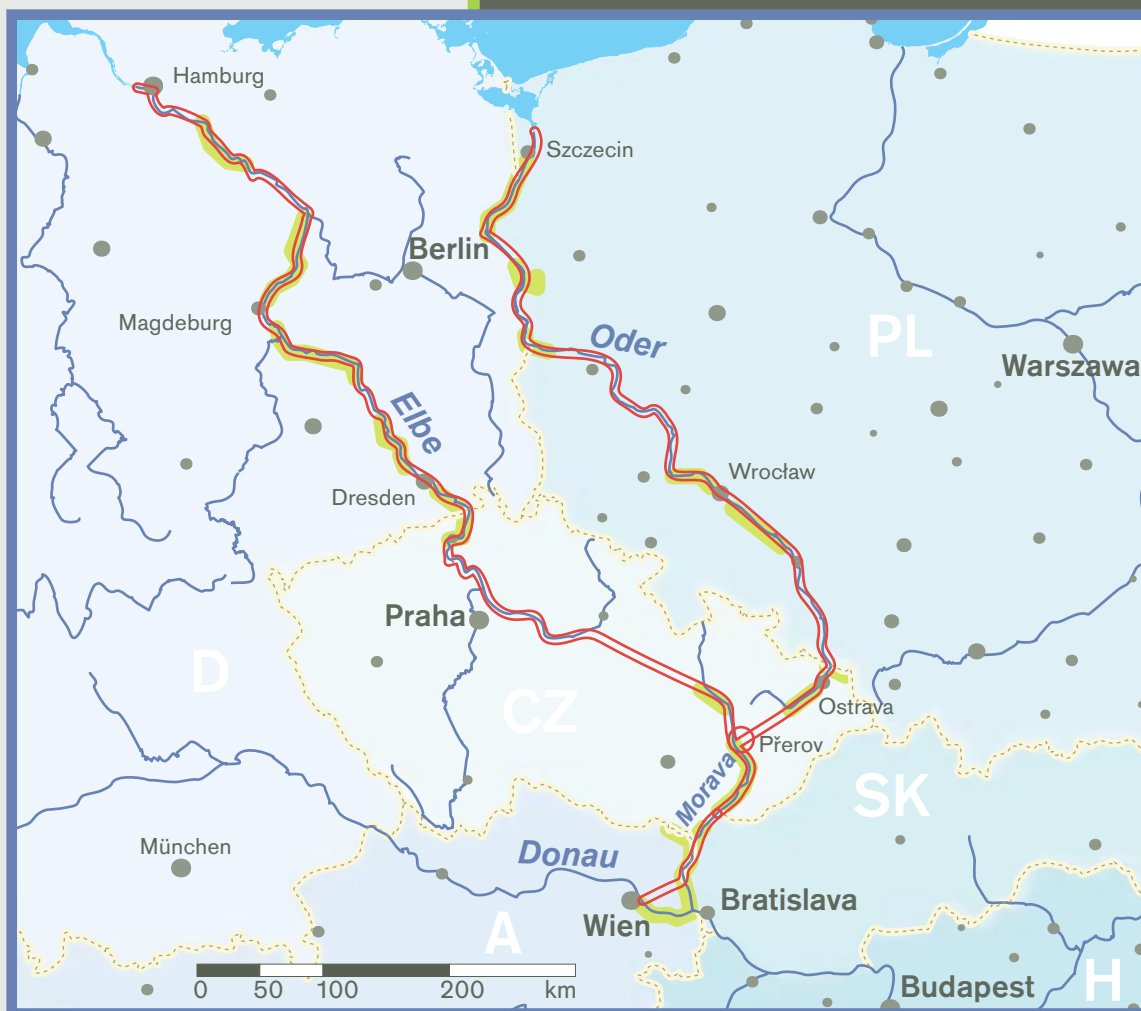 Hamburg
Szczecin
Berlin
Magdeburg
Oder
PL
Warszawa
Elbe
Wrocław
Dresden
Praha
D
CZ
Ostrava
Přerov
Morava
SK
München
Donau
Bratislava
Wien
A
0 50 100 200 km
Budapest
H